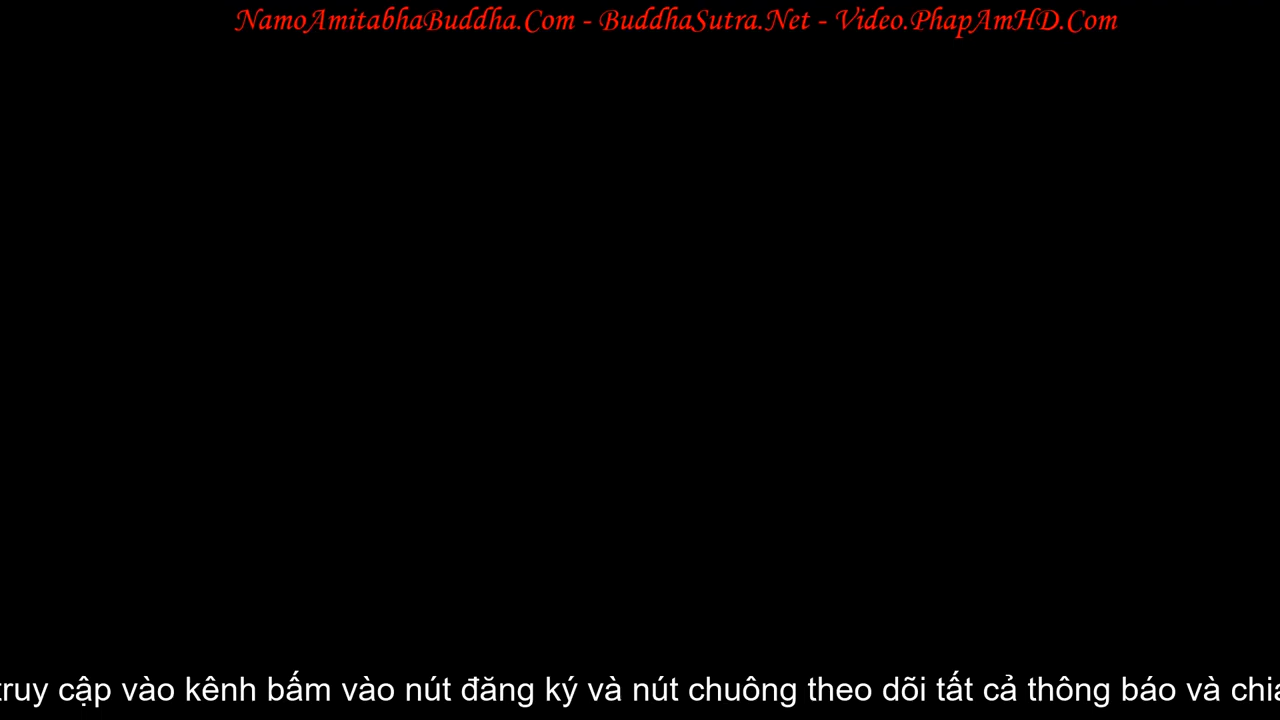 NamoAmitabhaBuddha.Com - BuddhaSutra.Net - Video.PhapAmHD.Com
truy cập vào kênh bấm vào nút đăng ký và nút chuông theo dõi tất cả thông báo và chia